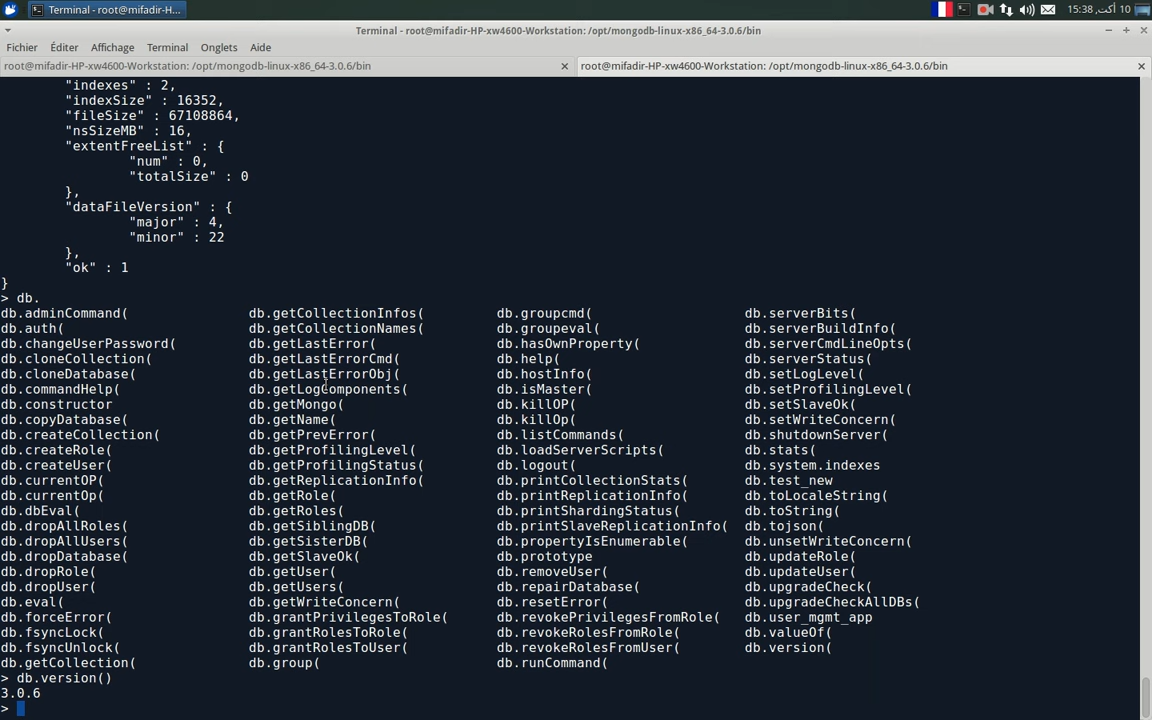 Terminal - root@mifadir-H...
10 أكت, 15:38
Terminal - root@mifadir-HP-xw4600-Workstation: /opt/mongodb-linux-x86_64-3.0.6/bin
Fichier Éditer Affichage Terminal Onglets Aide
root@mifadir-HP-xw4600-Workstation: /opt/mongodb-linux-x86_64-3.0.6/bin root@mifadir-HP-xw4600-Workstation: /opt/mongodb-linux-x86_64-3.0.6/bin
"indexes" : 2,
"indexSize" : 16352,
"fileSize" : 67108864,
"nsSizeMB" : 16,
"extentFreeList" : {
"num" : 0,
"totalSize" : 0
},
"dataFileVersion" : {
"major" : 4,
"minor" : 22
},
"ok" : 1
}
> db.
db.adminCommand( db.getCollectionInfos( db.groupcmd( db.serverBits(
db.auth( db.getCollectionNames( db.groupeval( db.serverBuildInfo(
db.changeUserPassword( db.getLastError( db.hasOwnProperty( db.serverCmdLineOpts(
db.cloneCollection( db.getLastErrorCmd( db.help( db.serverStatus(
db.cloneDatabase( db.getLastErrorObj( db.hostInfo( db.setLogLevel(
db.commandHelp( db.getLogComponents( db.isMaster( db.setProfilingLevel(
db.constructor db.getMongo( db.killOP( db.setSlaveOk(
db.copyDatabase( db.getName( db.killOp( db.setWriteConcern(
db.createCollection( db.getPrevError( db.listCommands( db.shutdownServer(
db.createRole( db.getProfilingLevel( db.loadServerScripts( db.stats(
db.createUser( db.getProfilingStatus( db.logout( db.system.indexes
db.currentOP( db.getReplicationInfo( db.printCollectionStats( db.test_new
db.currentOp( db.getRole( db.printReplicationInfo( db.toLocaleString(
db.dbEval( db.getRoles( db.printShardingStatus( db.toString(
db.dropAllRoles( db.getSiblingDB( db.printSlaveReplicationInfo( db.tojson(
db.dropAllUsers( db.getSisterDB( db.propertyIsEnumerable( db.unsetWriteConcern(
db.dropDatabase( db.getSlaveOk( db.prototype db.updateRole(
db.dropRole( db.getUser( db.removeUser( db.updateUser(
db.dropUser( db.getUsers( db.repairDatabase( db.upgradeCheck(
db.eval( db.getWriteConcern( db.resetError( db.upgradeCheckAllDBs(
db.forceError( db.grantPrivilegesToRole( db.revokePrivilegesFromRole( db.user_mgmt_app
db.fsyncLock( db.grantRolesToRole( db.revokeRolesFromRole( db.valueOf(
db.fsyncUnlock( db.grantRolesToUser( db.revokeRolesFromUser( db.version(
db.getCollection( db.group( db.runCommand(
> db.version()
3.0.6
>